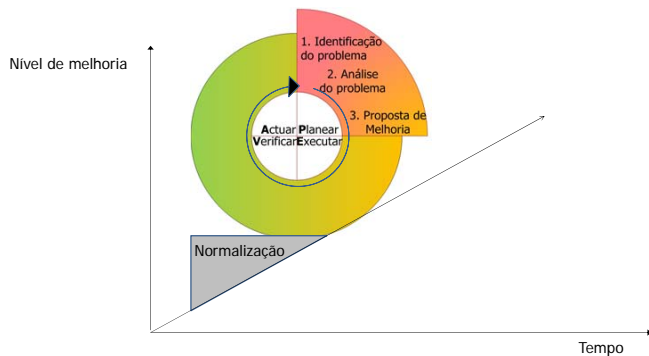 Nível de melhoria
1. Identificação
do problema
2. Análise
do problema
3. Proposta de
Melhoria
Actuar Planear
Verificar Executar
Normalização
Tempo